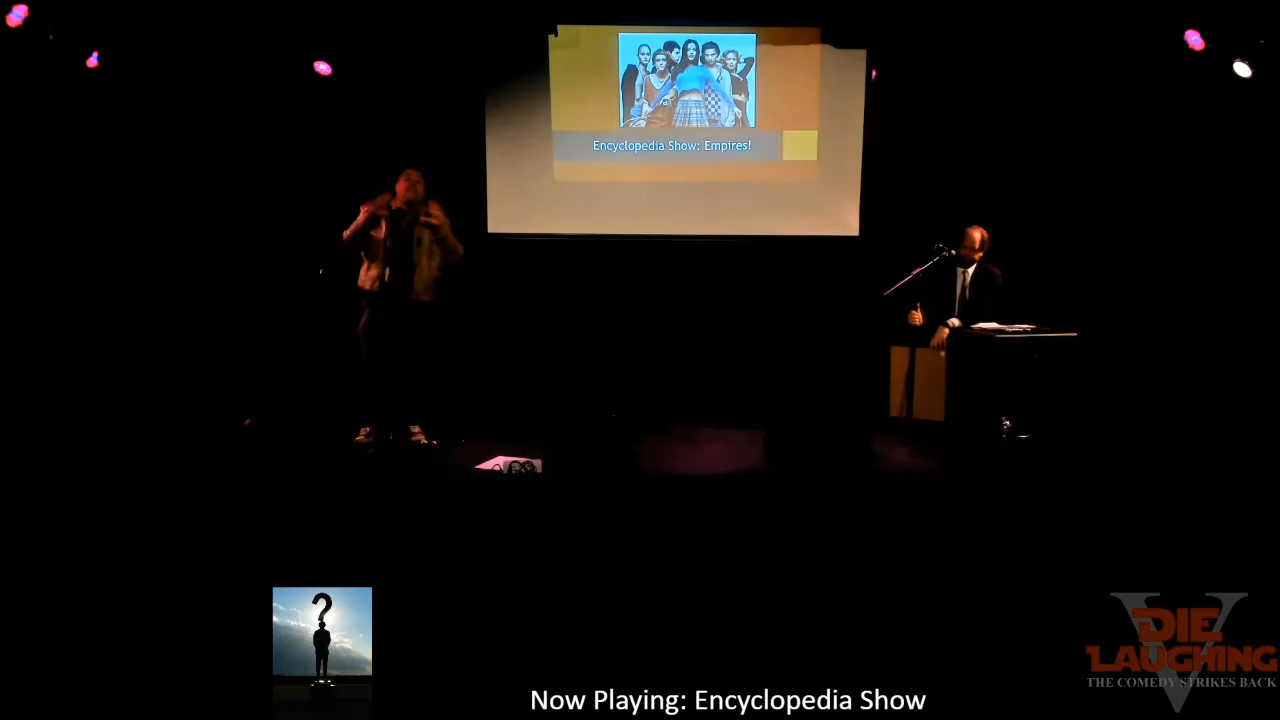 Encyclopedia Show: Empires!
?
V
DIE
LAUGHING
THE COMEDY STRIKES BACK
Now Playing: Encyclopedia Show